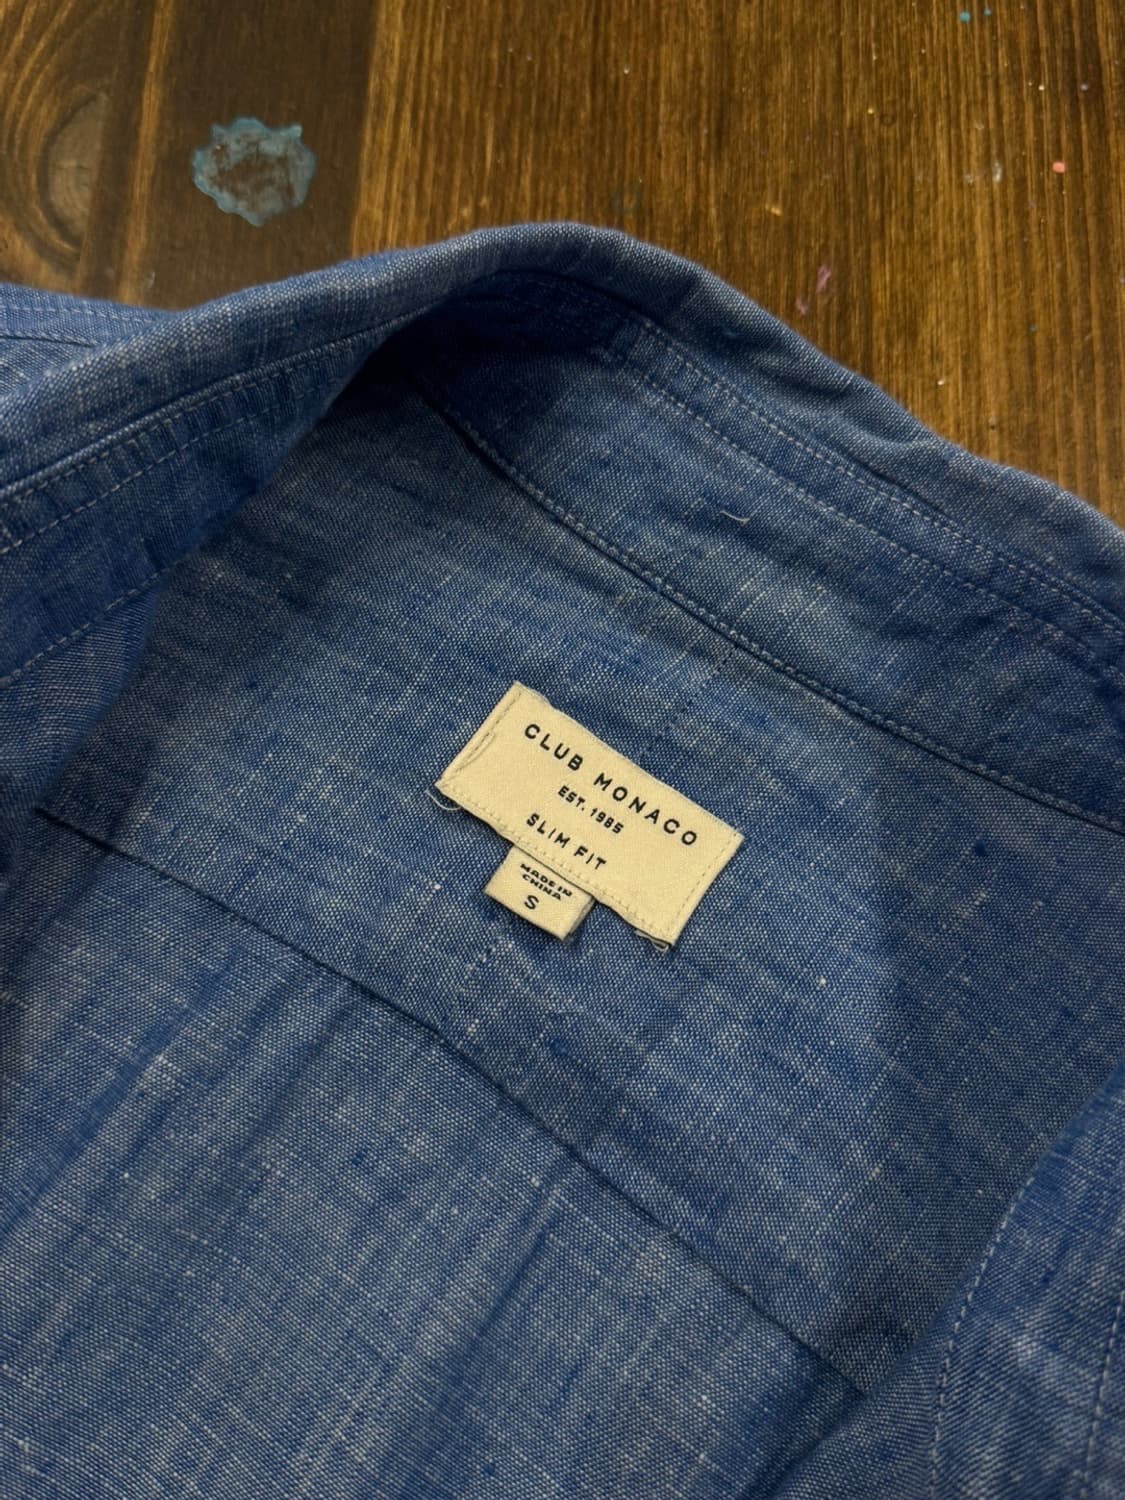 CLUB MONACO
EST. 1985
SLIM FIT
MADE IN
CHINA
S